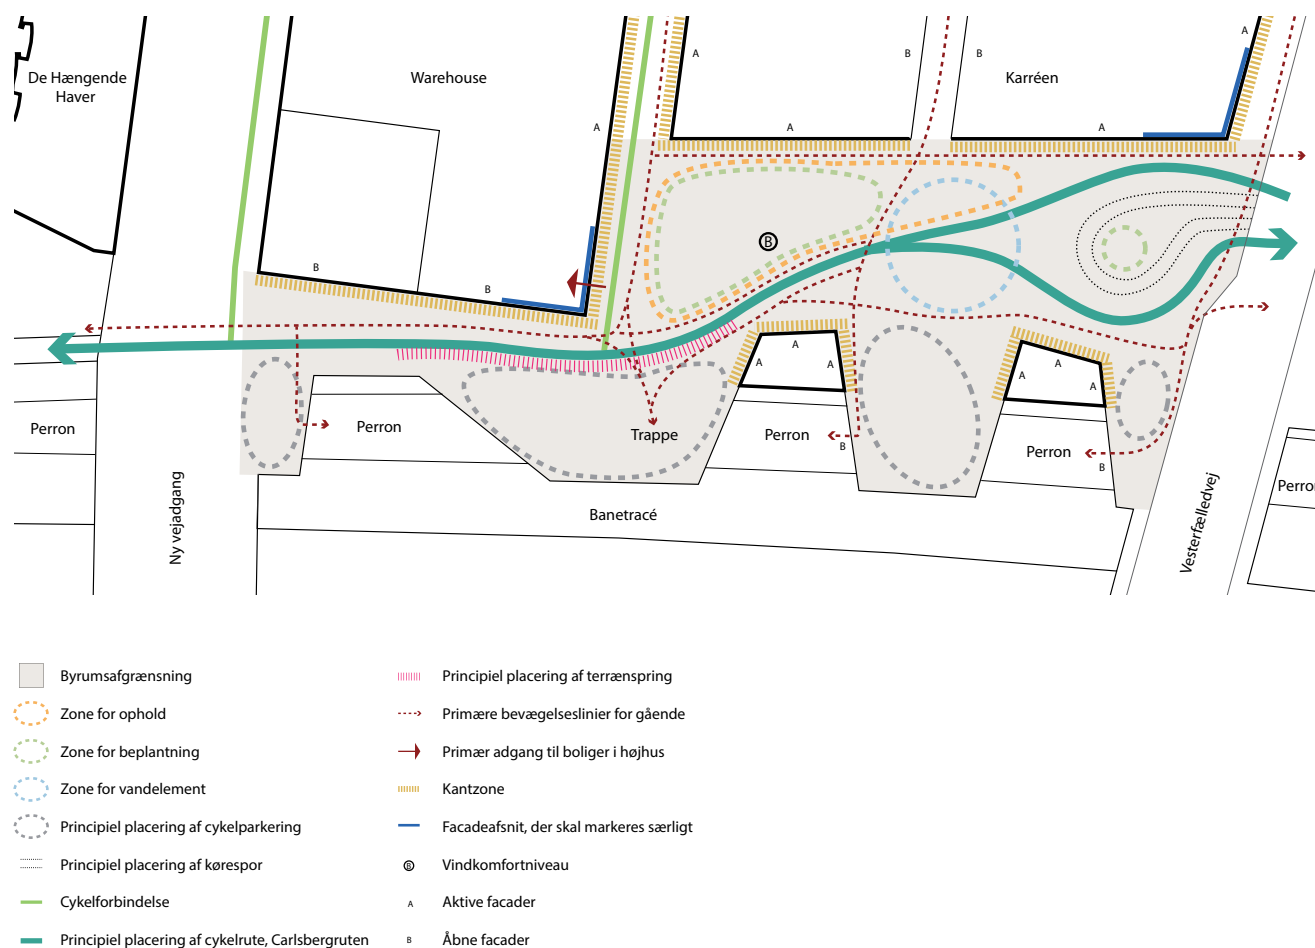 A
De Hængende
Haver
Warehouse
A
B
B
Karréen
A
A
A
B
B
B
A
A
A
A
A
A
A
Perron
Perron
Trappe
Perron
B
Perron
B
Perron
Banetracé
Ny vejadgang
Vesterfælledvej
Byrumsafgrænsning
Zone for ophold
Zone for beplantning
Zone for vandelement
Principiel placering af cykelparkering
Principiel placering af kørespor
Cykelforbindelse
Principiel placering af cykelrute, Carlsbergruten
Principiel placering af terrænspring
Primære bevægelseslinier for gående
Primær adgang til boliger i højhus
Kantzone
Facadeafsnit, der skal markeres særligt
B Vindkomfortniveau
A Aktive facader
B Åbne facader